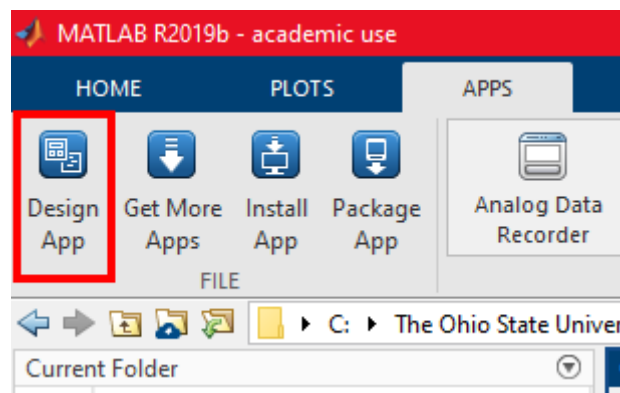 MATLAB R2019b - academic use
HOME PLOTS APPS
Design App
Get More Apps
Install App
Package App
Analog Data Recorder
FILE
C: The Ohio State
Current Folder